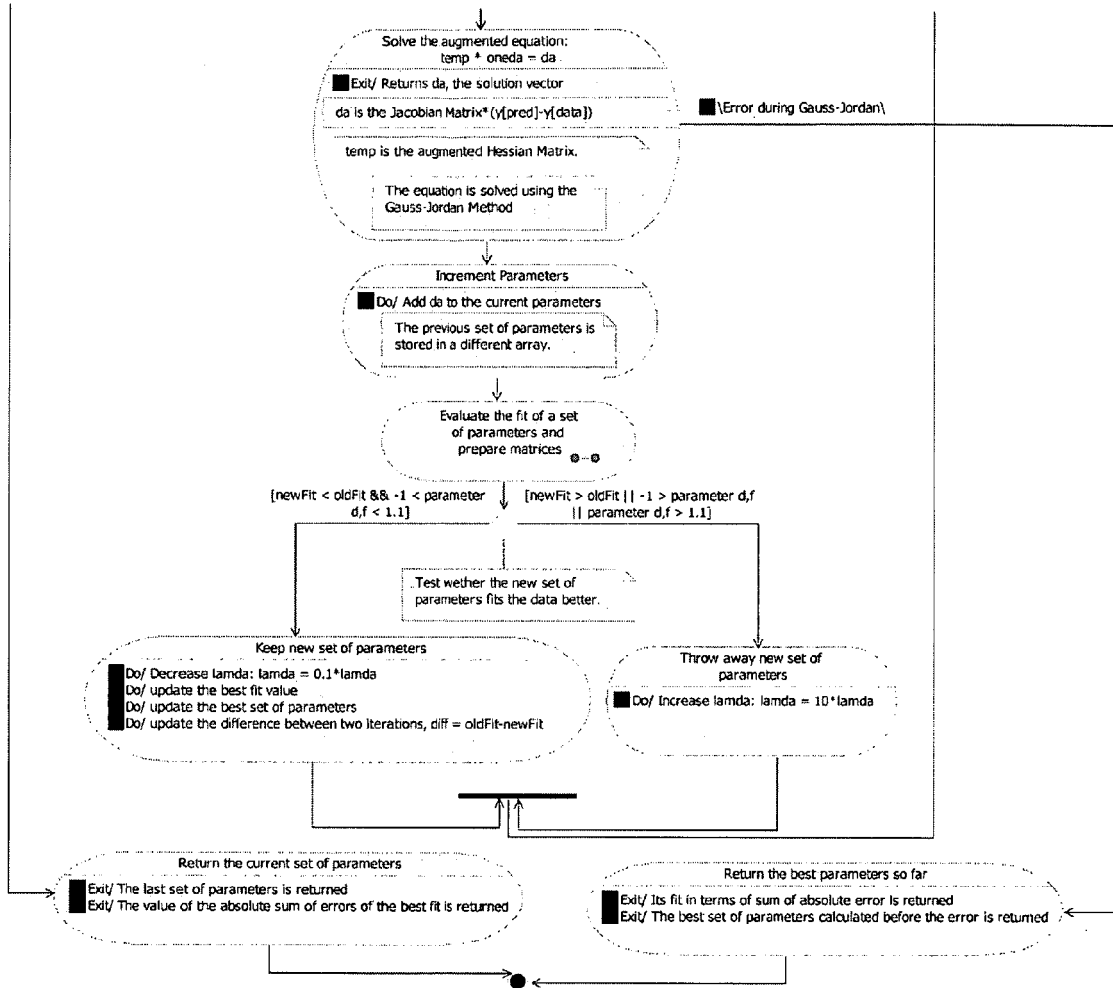 Solve the augmented equation:
temp * oneda = da
Exit/ Returns da, the solution vector
da is the Jacobian Matrix* (y[pred]-y[data])
\Error during Gauss-Jordan\
temp is the augmented Hessian Matrix.
The equation is solved using the
Gauss-Jordan Method
Increment Parameters
Do/ Add da to the current parameters
The previous set of parameters is
stored in a different array.
Evaluate the fit of a set
of parameters and
prepare matrices
[newFit < oldFit && -1 < parameter
d,f < 1.1]
[newFit > oldFit || -1 > parameter d,f
|| parameter d,f > 1.1]
Test wether the new set of
parameters fits the data better.
Keep new set of parameters
Do/ Decrease lamda: lamda = 0.1*lamda
Do/ update the best fit value
Do/ update the best set of parameters
Do/ update the difference between two iterations, diff = oldFit-newFit
Throw away new set of
parameters
Do/ Increase lamda: lamda = 10*lamda
Return the current set of parameters
Exit/ The last set of parameters is returned
Exit/ The value of the absolute sum of errors of the best fit is returned
Return the best parameters so far
Exit/ Its fit in terms of sum of absolute error is returned
Exit/ The best set of parameters calculated before the error is returned